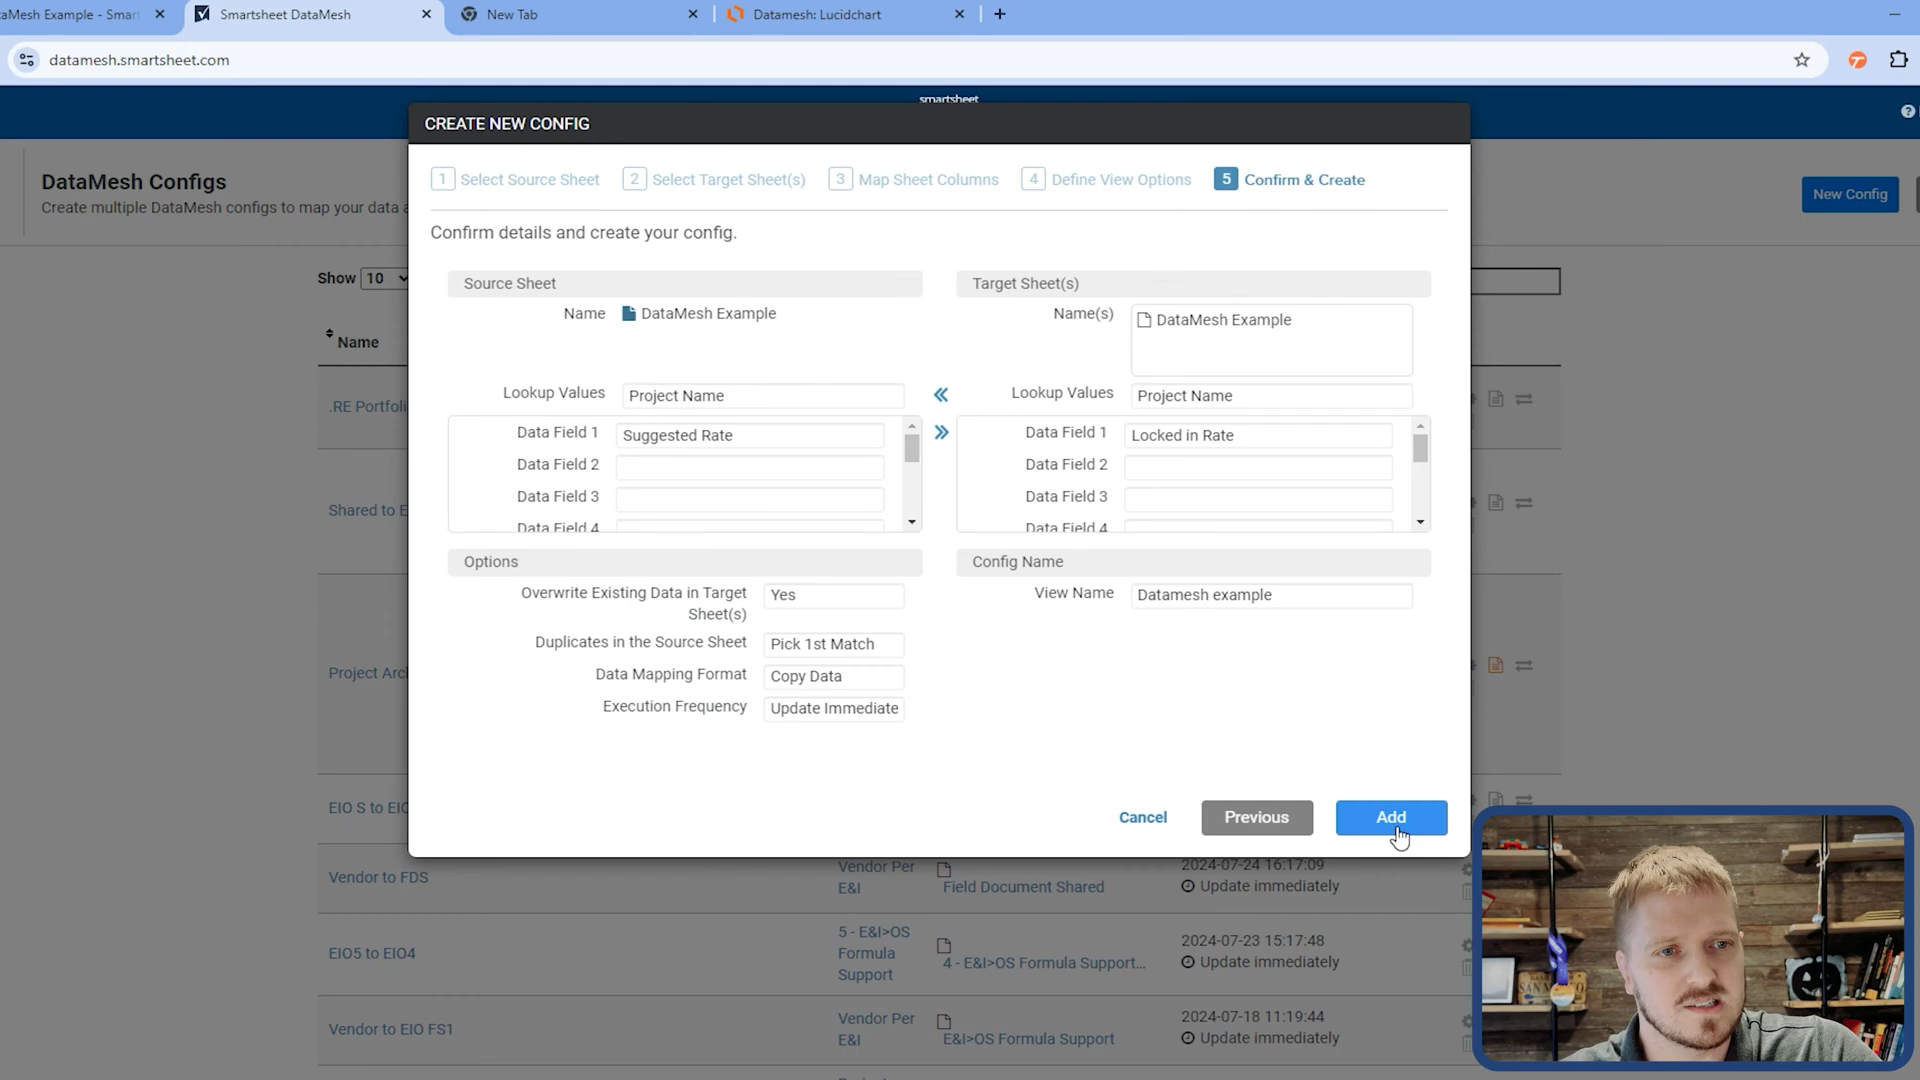 aMesh Example - Smart
Smartsheet DataMesh
New Tab
Datamesh: Lucidchart
datamesh.smartsheet.com
smartsheet
CREATE NEW CONFIG
1 Select Source Sheet
2 Select Target Sheet(s)
3 Map Sheet Columns
4 Define View Options
5 Confirm & Create
DataMesh Configs
Create multiple DataMesh configs to map your data a
New Config
Confirm details and create your config.
Show 10
Source Sheet
Target Sheet(s)
Name DataMesh Example
Name(s) DataMesh Example
Name
Lookup Values Project Name
Lookup Values Project Name
.RE Portfoli
Data Field 1 Suggested Rate
Data Field 1 Locked in Rate
Data Field 2
Data Field 2
Data Field 3
Data Field 3
Data Field 4
Data Field 4
Shared to E
Options
Config Name
Overwrite Existing Data in Target
Sheet(s)
Yes
View Name Datamesh example
Duplicates in the Source Sheet Pick 1st Match
Data Mapping Format Copy Data
Execution Frequency Update Immediate
Project Arc
EIO S to EIO
Cancel
Previous
Add
Vendor to FDS
Vendor Per
E&I
Field Document Shared
2024-07-24 16:17:09
Update immediately
EIO5 to EIO4
5 - E&I>OS
Formula
Support
4 - E&I>OS Formula Support...
2024-07-23 15:17:48
Update immediately
Vendor to EIO FS1
Vendor Per
E&I
E&I>OS Formula Support
2024-07-18 11:19:44
Update immediately